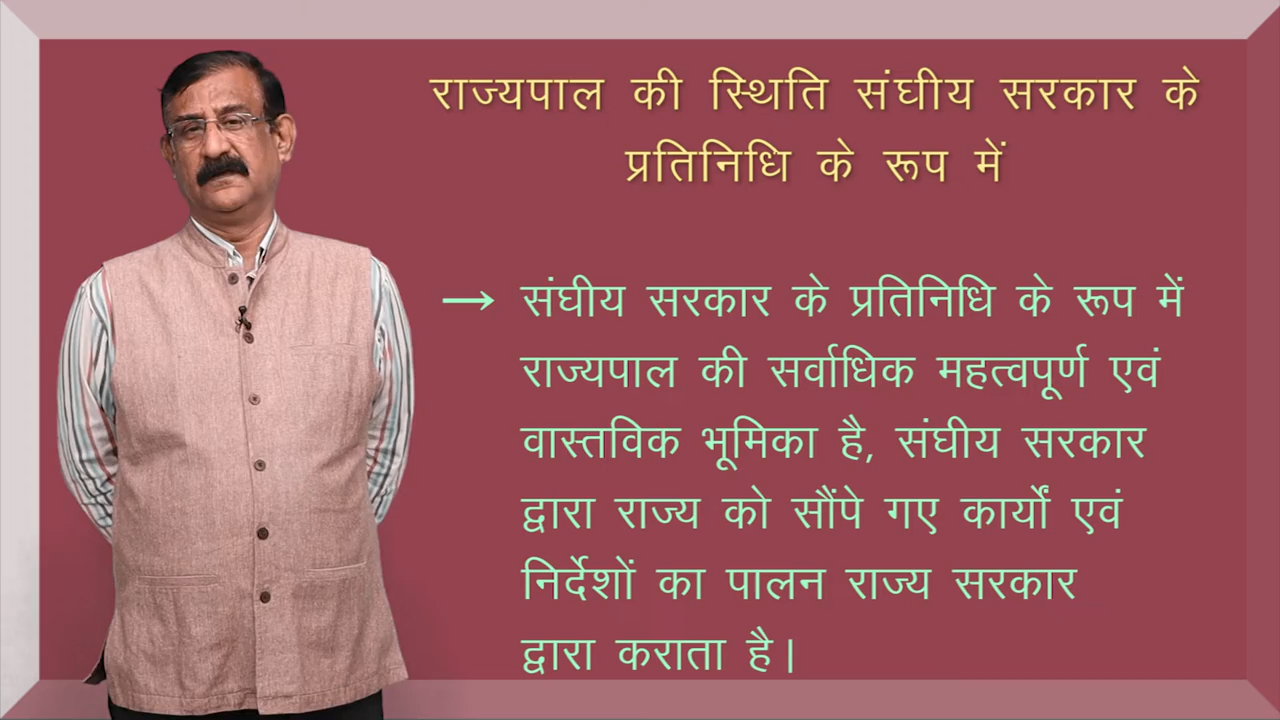 राज्यपाल की स्थिति संघीय सरकार के
प्रतिनिधि के रूप में
→ संघीय सरकार के प्रतिनिधि के रूप में
राज्यपाल की सर्वाधिक महत्वपूर्ण एवं
वास्तविक भूमिका है, संघीय सरकार
द्वारा राज्य को सौंपे गए कार्यों एवं
निर्देशों का पालन राज्य सरकार
द्वारा कराता है।